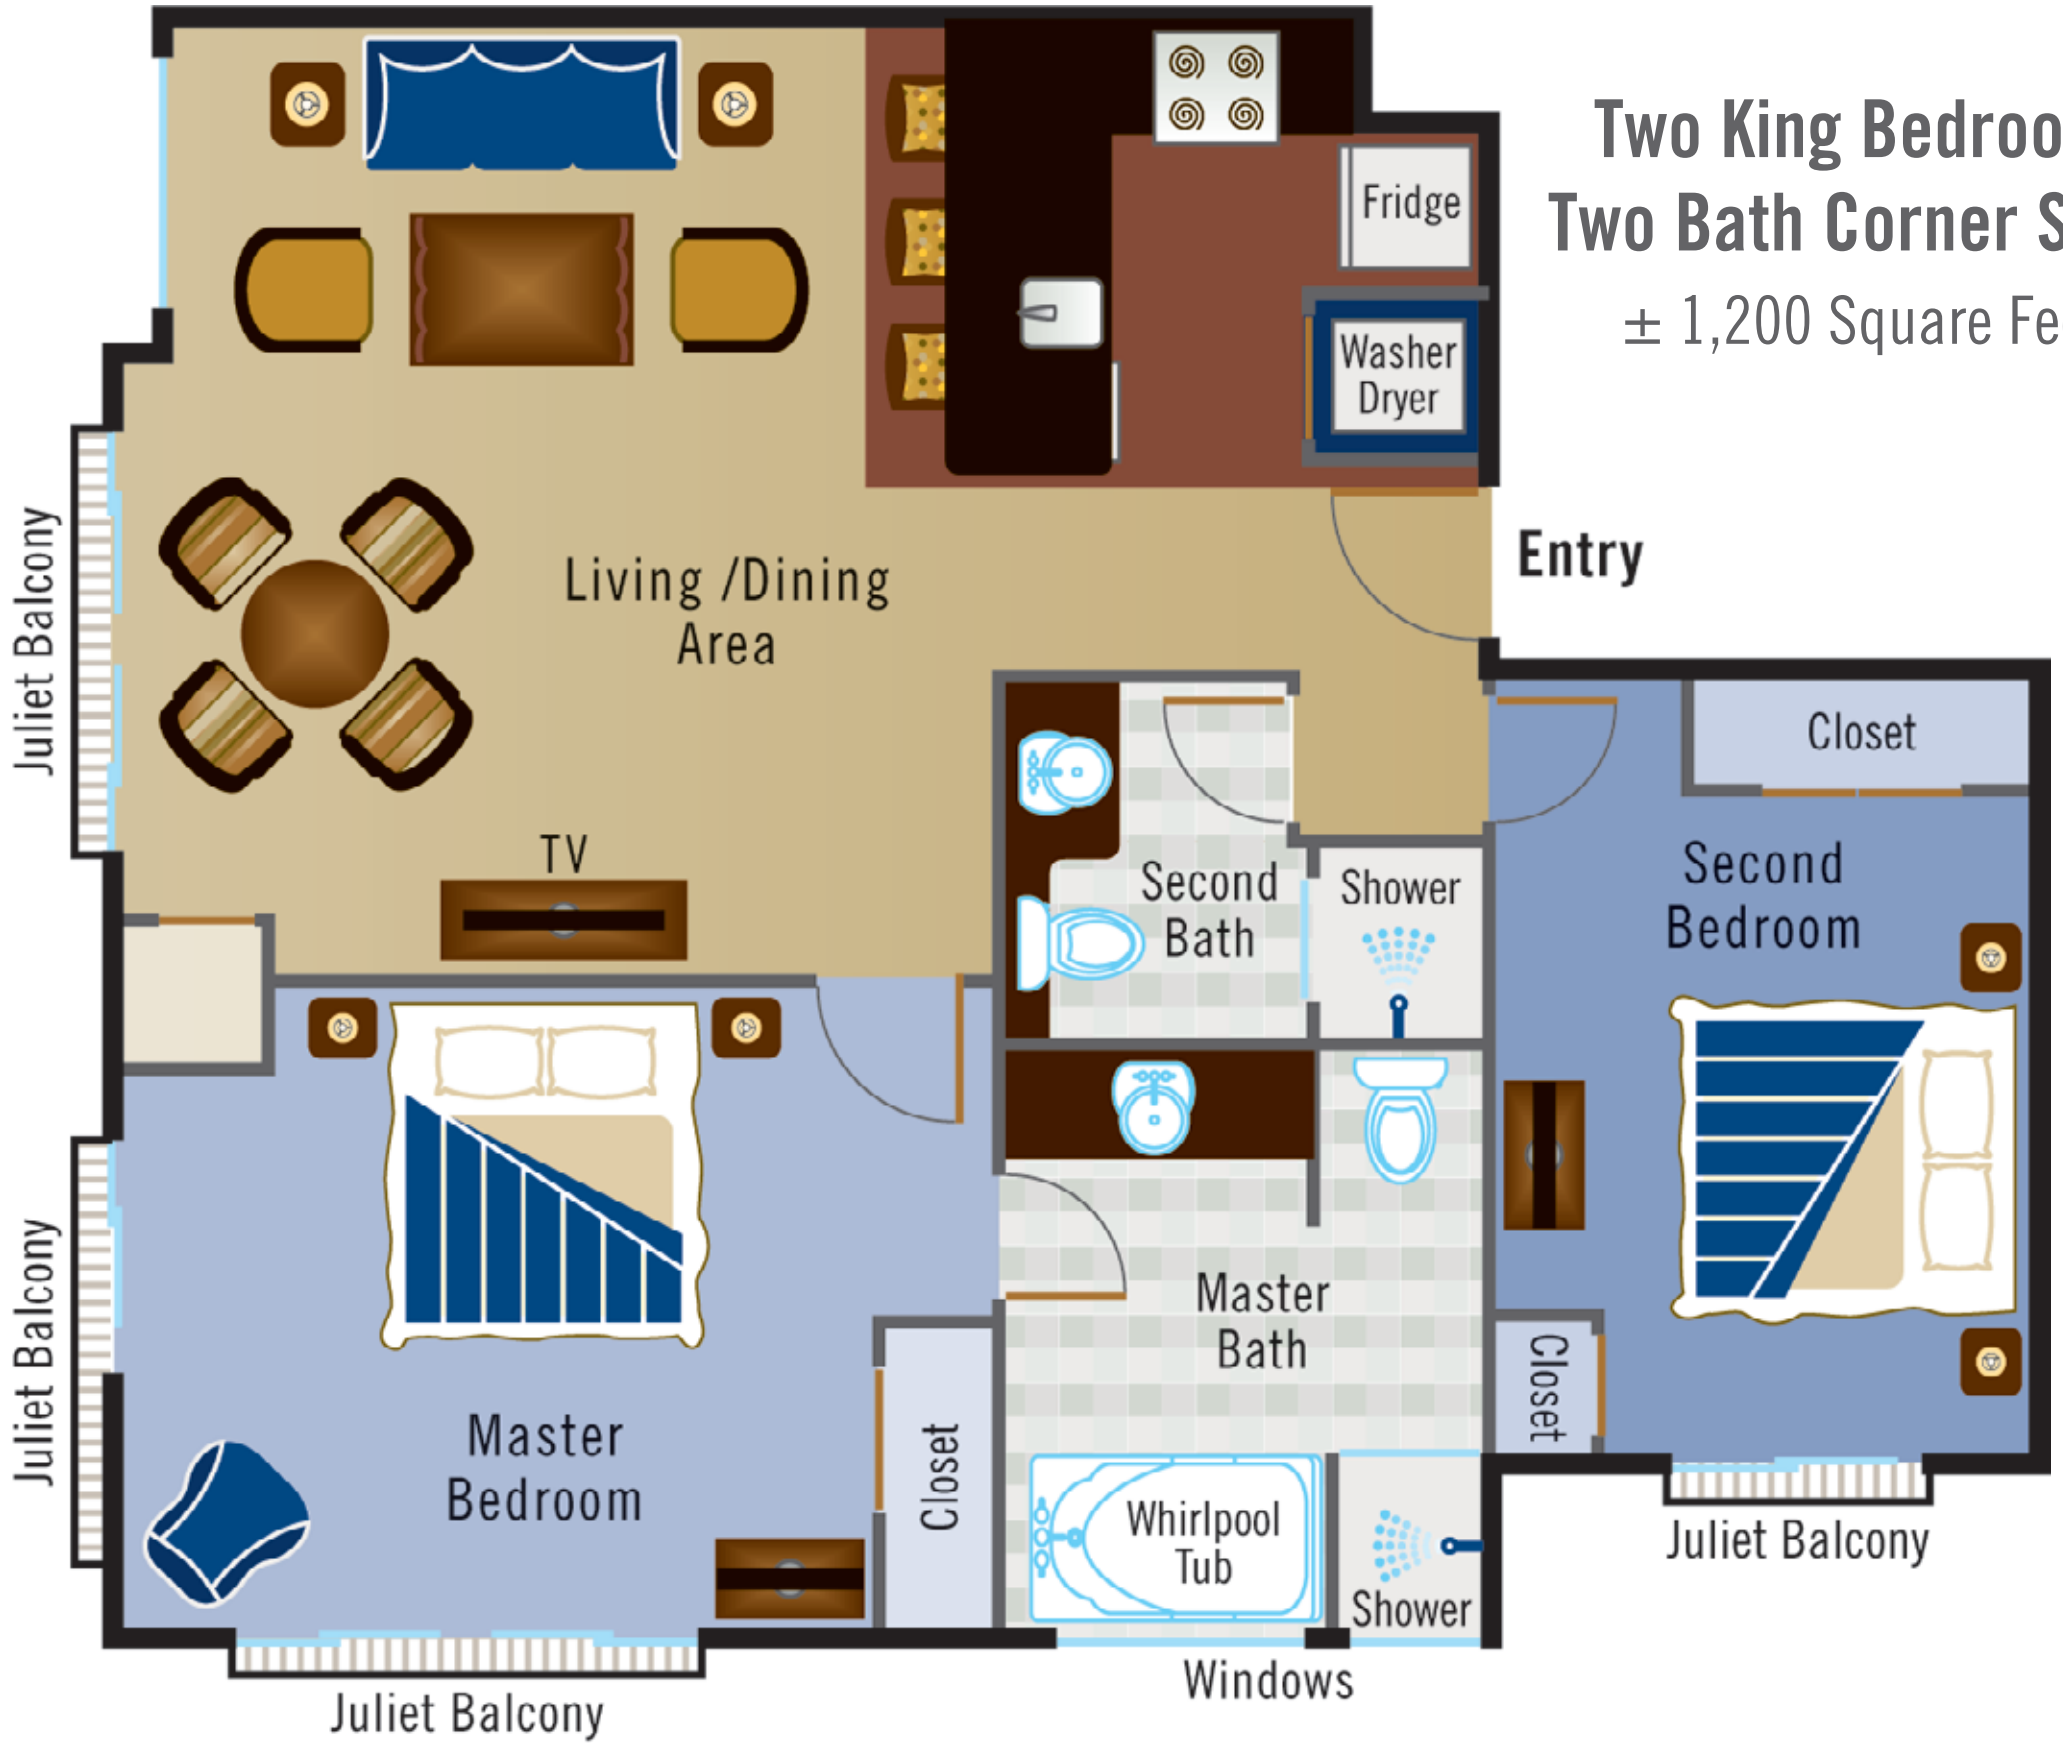 Two King Bedroo
Two Bath Corner S
± 1,200 Square Fe
Fridge
Washer
Dryer
Entry
Juliet Balcony
Living /Dining
Area
Closet
TV
Second
Bath
Shower
Second
Bedroom
Juliet Balcony
Master
Bath
Closet
Master
Bedroom
Closet
Whirlpool
Tub
Shower
Juliet Balcony
Windows
Juliet Balcony